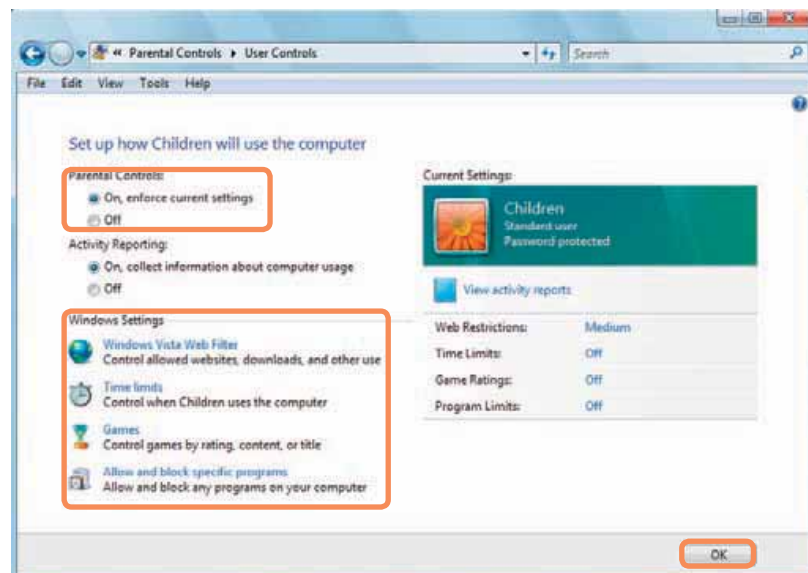 « Parental Controls ▸ User Controls
Search
File Edit View Tools Help
Set up how Children will use the computer
Parental Controls:
On, enforce current settings
Off
Activity Reporting:
On, collect information about computer usage
Off
Windows Settings
Windows Vista Web Filter
Control allowed websites, downloads, and other use
Time limits
Control when Children uses the computer
Games
Control games by rating, content, or title
Allow and block specific programs
Allow and block any programs on your computer
Current Settings:
Children
Standard user
Password protected
View activity reports
Web Restrictions: Medium
Time Limits: Off
Game Ratings: Off
Program Limits: Off
OK